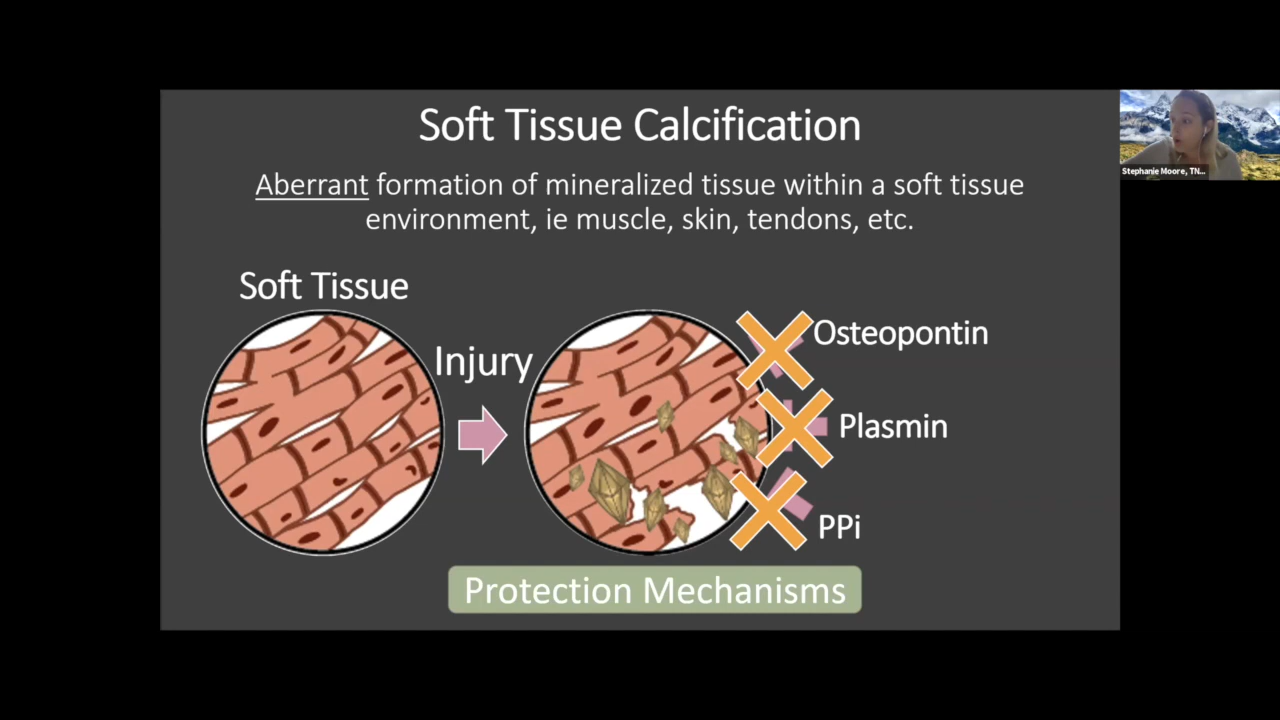 Soft Tissue Calcification
Aberrant formation of mineralized tissue within a soft tissue
environment, ie muscle, skin, tendons, etc.
Soft Tissue
Injury
Osteopontin
Plasmin
PPi
Protection Mechanisms
Stephanie Moore, TN...